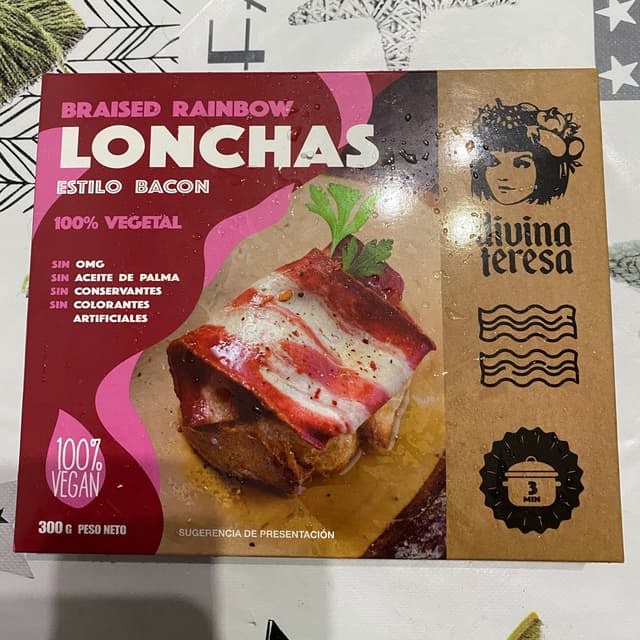 BRAISED RAINBOW
LONCHAS
ESTILO BACON
100% VEGETAL
SIN OMG
SIN ACEITE DE PALMA
SIN CONSERVANTES
SIN COLORANTES
ARTIFICIALES
100%
VEGAN
300 G PESO NETO
SUGERENCIA DE PRESENTACIÓN
divina
teresa
3
MIN